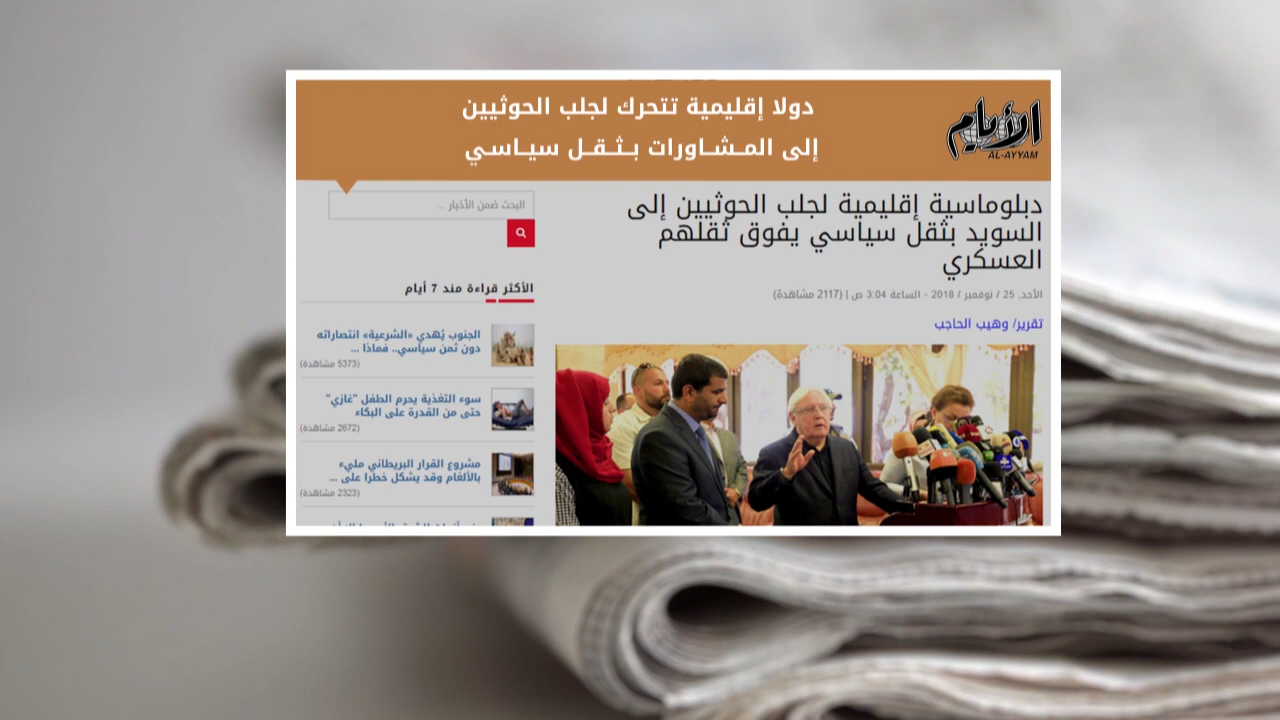 دولا إقليمية تتحرك لجلب الحوثيين
إلى المـشـاورات بـثـقـل سيـاسـي
الأيام
AL-AYYAM
دبلوماسية إقليمية لجلب الحوثيين إلى
السويد بثقل سياسي يفوق ثقلهم
العسكري
الأحد, 25 / نوفمبر / 2018 - الساعة 3:04 ص | (2117 مشاهدة)
تقرير/ وهيب الحاجب
البحث ضمن الأخبار ...
الأكثر قراءة منذ 7 أيام
الجنوب يُهدي «الشرعية» انتصاراته
دون ثمن سياسي.. فماذا ...
(5373 مشاهدة)
سوء التغذية يحرم الطفل "غازي"
حتى من القدرة على البكاء
(2672 مشاهدة)
مشروع القرار البريطاني مليء
بالألغام وقد يشكل خطرا على ...
(2323 مشاهدة)